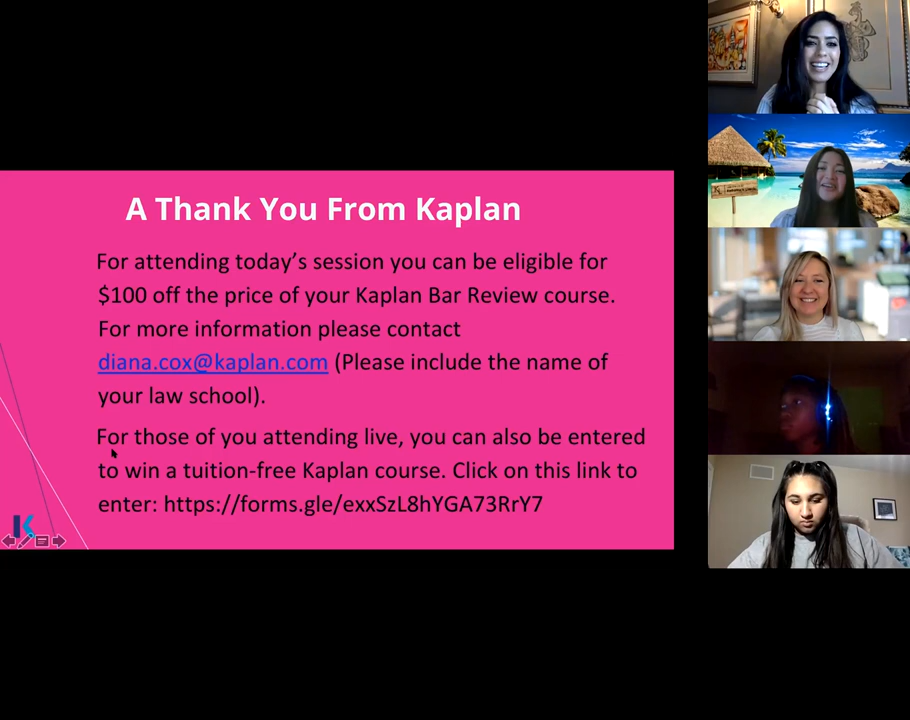 A Thank You From Kaplan
For attending today's session you can be eligible for
$100 off the price of your Kaplan Bar Review course.
For more information please contact
diana.cox@kaplan.com (Please include the name of
your law school).
For those of you attending live, you can also be entered
to win a tuition-free Kaplan course. Click on this link to
enter: https://forms.gle/exxSzL8hYGA73RrY7
K